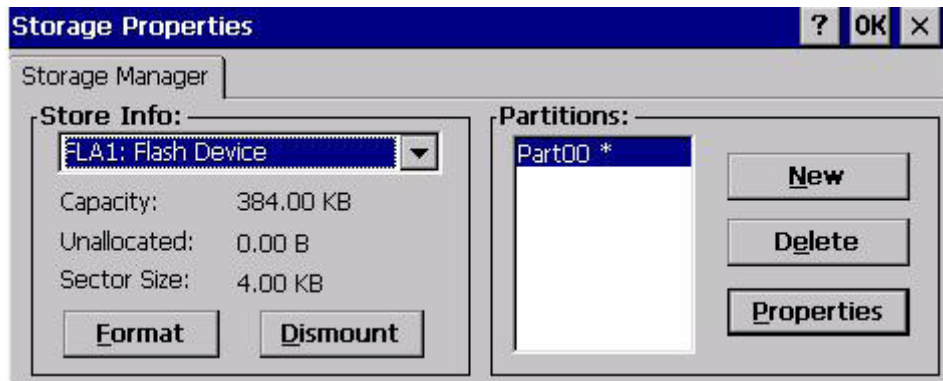 Storage Properties ? OK ×
Storage Manager
Store Info:
FLA1: Flash Device
Capacity: 384.00 KB
Unallocated: 0.00 B
Sector Size: 4.00 KB
Format Dismount
Partitions:
Part00 *
New
Delete
Properties